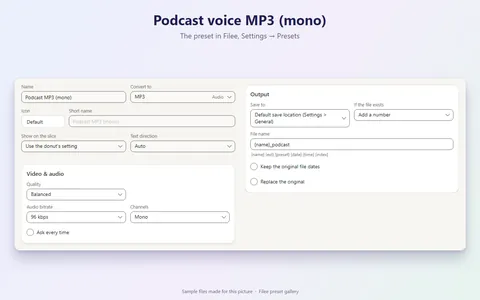 Podcast voice MP3 (mono)
The preset in Filee, Settings → Presets
Name
Podcast MP3 (mono)
Convert to
MP3
Audio
Icon
Default
Short name
Podcast MP3 (mono)
Show on the slice
Use the donut's setting
Text direction
Auto
Video & audio
Quality
Balanced
Audio bitrate
96 kbps
Channels
Mono
Ask every time
Output
Save to
Default save location (Settings >
General)
If the file exists
Add a number
File name
{name}_podcast
{name} {ext} {preset} {date} {time} {index}
Keep the original file dates
Replace the original
Sample files made for this picture · Filee preset gallery